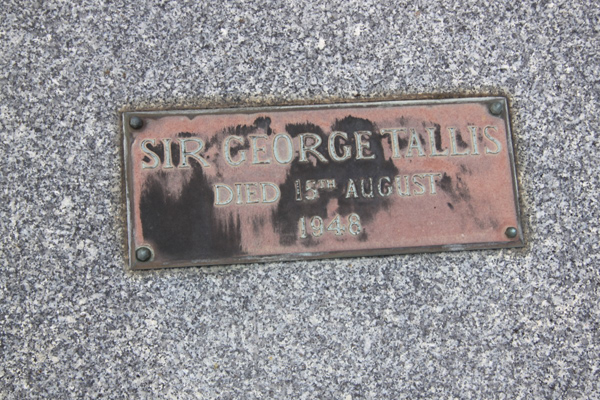 SIR GEORGE TALLIS
DIED 15TH AUGUST
1948